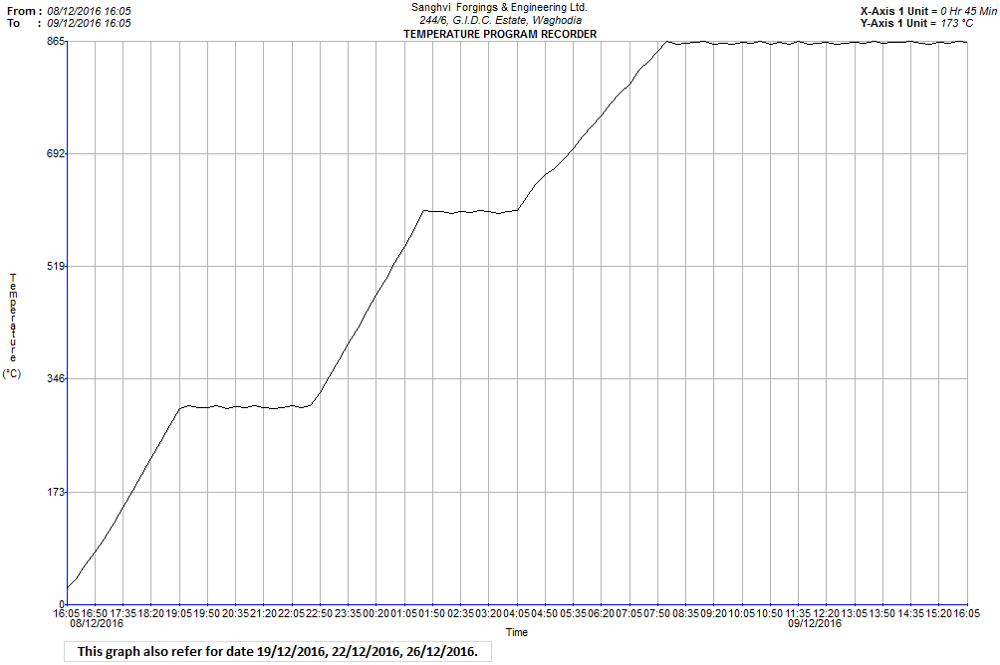 From : 08/12/2016 16:05
To : 09/12/2016 16:05
Sanghvi Forgings & Engineering Ltd.
244/6, G.I.D.C. Estate, Waghodia
TEMPERATURE PROGRAM RECORDER
X-Axis 1 Unit = 0 Hr 45 Min
Y-Axis 1 Unit = 173 °C
865
692
519
346
173
0
Temperature
(°C)
16:05 16:50 17:35 18:20 19:05 19:50 20:35 21:20 22:05 22:50 23:35 00:20 01:05 01:50 02:35 03:20 04:05 04:50 05:35 06:20 07:05 07:50 08:35 09:20 10:05 10:50 11:35 12:20 13:05 13:50 14:35 15:20 16:05
08/12/2016 09/12/2016
Time
This graph also refer for date 19/12/2016, 22/12/2016, 26/12/2016.